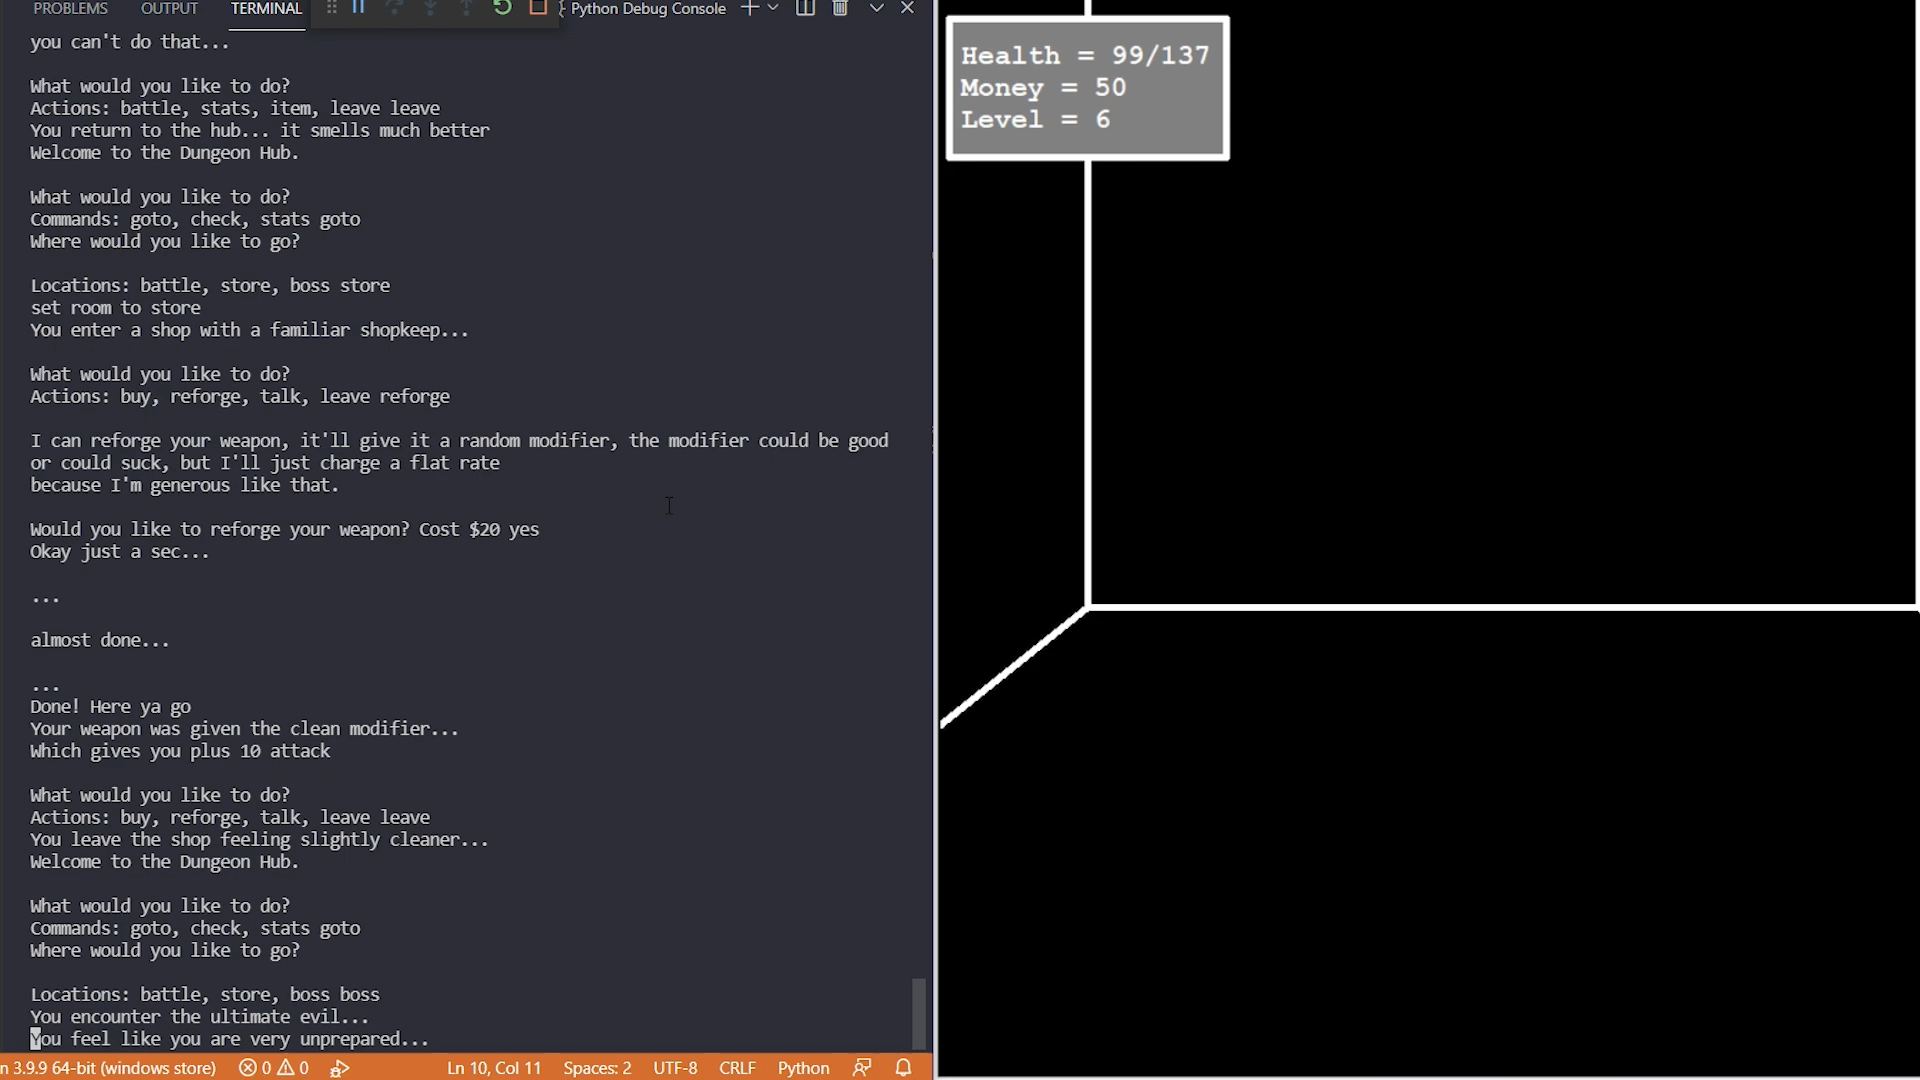 PROBLEMS OUTPUT TERMINAL Python Debug Console
you can't do that...
What would you like to do?
Actions: battle, stats, item, leave leave
You return to the hub... it smells much better
Welcome to the Dungeon Hub.
What would you like to do?
Commands: goto, check, stats goto
Where would you like to go?
Locations: battle, store, boss store
set room to store
You enter a shop with a familiar shopkeep...
What would you like to do?
Actions: buy, reforge, talk, leave reforge
I can reforge your weapon, it'll give it a random modifier, the modifier could be good
or could suck, but I'll just charge a flat rate
because I'm generous like that.
Would you like to reforge your weapon? Cost $20 yes
Okay just a sec...
...
almost done...
...
Done! Here ya go
Your weapon was given the clean modifier...
Which gives you plus 10 attack
What would you like to do?
Actions: buy, reforge, talk, leave leave
You leave the shop feeling slightly cleaner...
Welcome to the Dungeon Hub.
What would you like to do?
Commands: goto, check, stats goto
Where would you like to go?
Locations: battle, store, boss boss
You encounter the ultimate evil...
You feel like you are very unprepared...
n 3.9.9 64-bit (windows store) 0 0 Ln 10, Col 11 Spaces: 2 UTF-8 CRLF Python
Health = 99/137
Money = 50
Level = 6